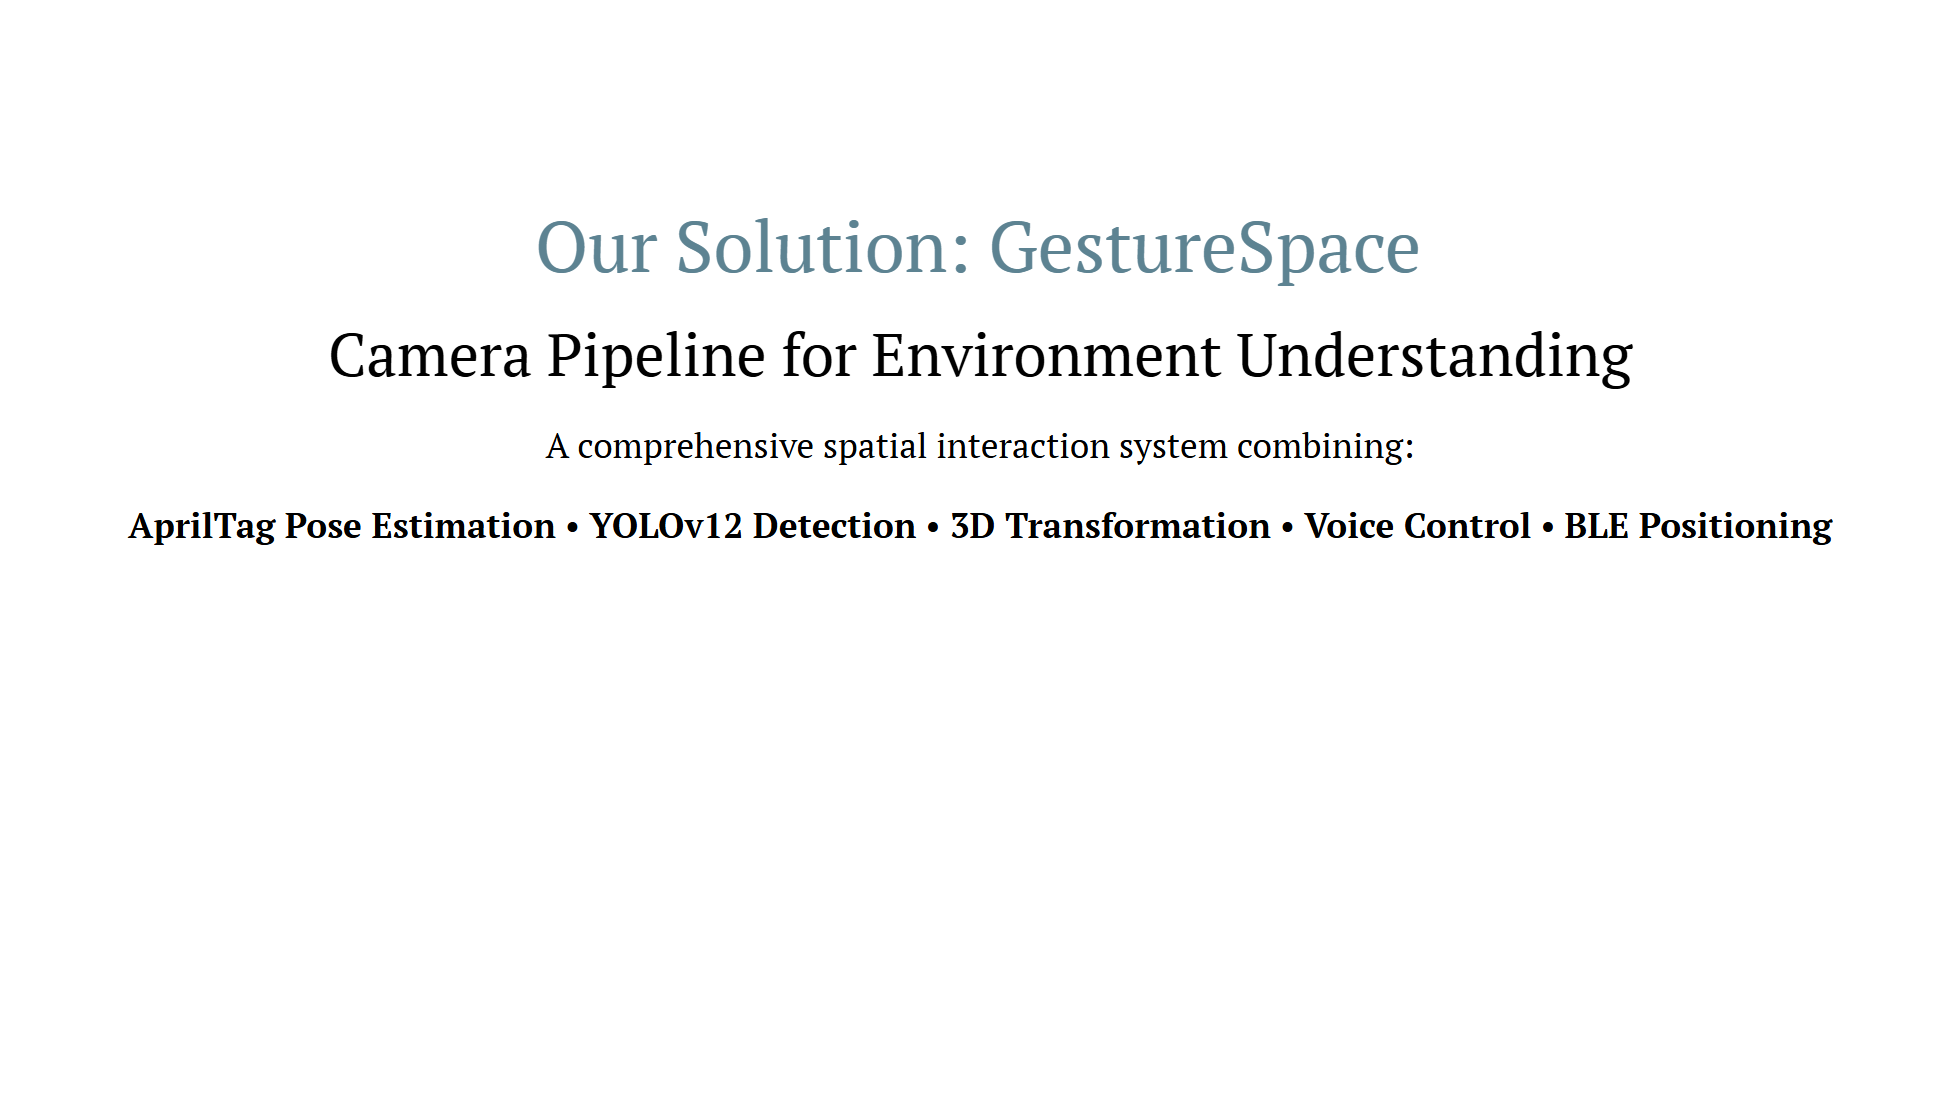 Our Solution: GestureSpace
Camera Pipeline for Environment Understanding
A comprehensive spatial interaction system combining:
AprilTag Pose Estimation • YOLOv12 Detection • 3D Transformation • Voice Control • BLE Positioning